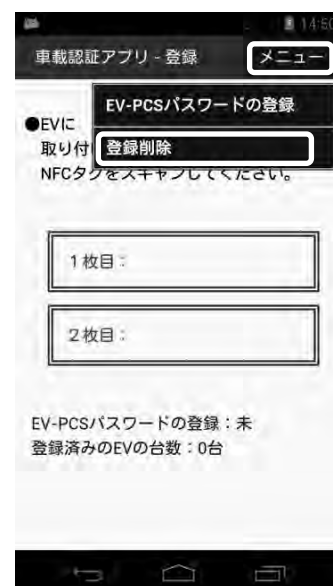 14:50
車載認証アプリ - 登録
メニュー
EV-PCSパスワードの登録
登録削除
●EVに
取り付け
NFCタグをスキャンしてください。
1枚目：
2枚目：
EV-PCSパスワードの登録：未
登録済みのEVの台数：0台